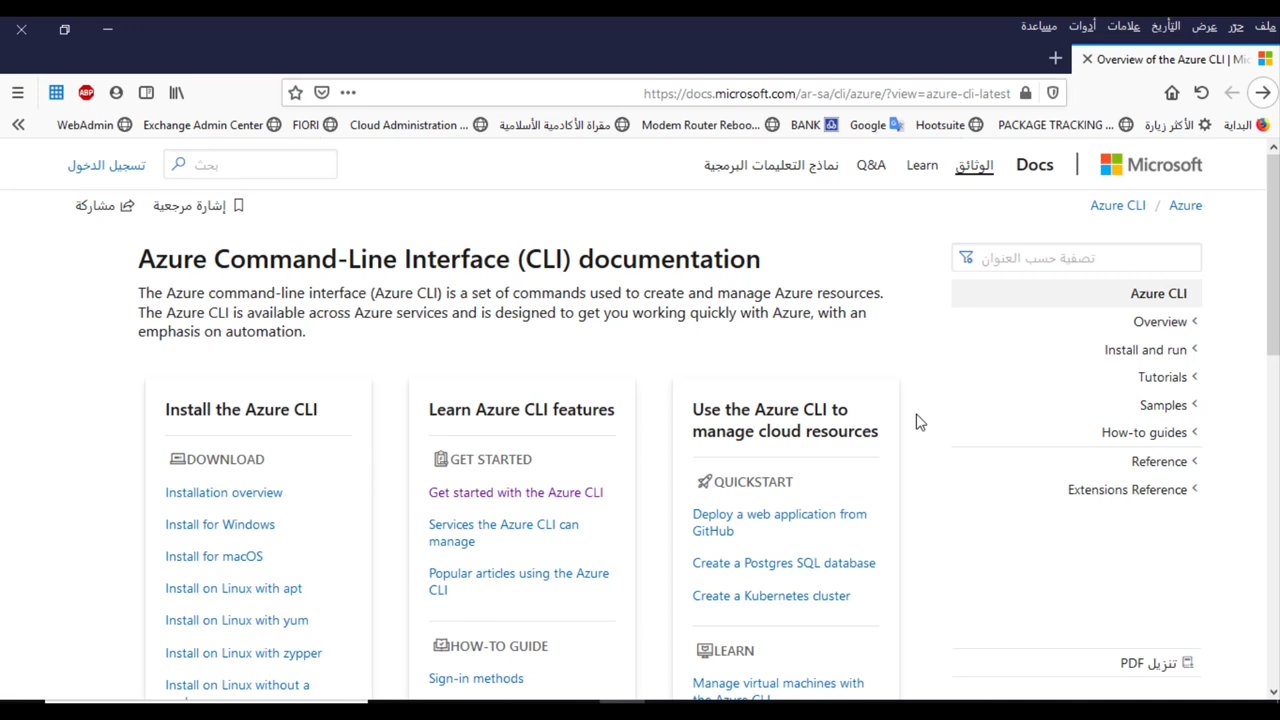 ملف حرّر عرض التأريخ علامات أدوات مساعدة
Overview of the Azure CLI | Mic
https://docs.microsoft.com/ar-sa/cli/azure/?view=azure-cli-latest
البداية الأكثر زيارة PACKAGE TRACKING ... Hootsuite Google BANK Modem Router Reboo... مقرأة الأكادمية الأسلامية Cloud Administration ... FIORI Exchange Admin Center WebAdmin
Microsoft Docs الوثائق Learn Q&A نماذج التعليمات البرمجية بحث تسجيل الدخول
Azure / Azure CLI
إشارة مرجعية مشاركة
تصفية حسب العنوان
Azure CLI
Overview
Install and run
Tutorials
Samples
How-to guides
Reference
Extensions Reference
تنزيل PDF
Azure Command-Line Interface (CLI) documentation
The Azure command-line interface (Azure CLI) is a set of commands used to create and manage Azure resources.
The Azure CLI is available across Azure services and is designed to get you working quickly with Azure, with an
emphasis on automation.
Install the Azure CLI
DOWNLOAD
Installation overview
Install for Windows
Install for macOS
Install on Linux with apt
Install on Linux with yum
Install on Linux with zypper
Install on Linux without a
Learn Azure CLI features
GET STARTED
Get started with the Azure CLI
Services the Azure CLI can
manage
Popular articles using the Azure
CLI
HOW-TO GUIDE
Sign-in methods
Use the Azure CLI to
manage cloud resources
QUICKSTART
Deploy a web application from
GitHub
Create a Postgres SQL database
Create a Kubernetes cluster
LEARN
Manage virtual machines with
the Azure CLI